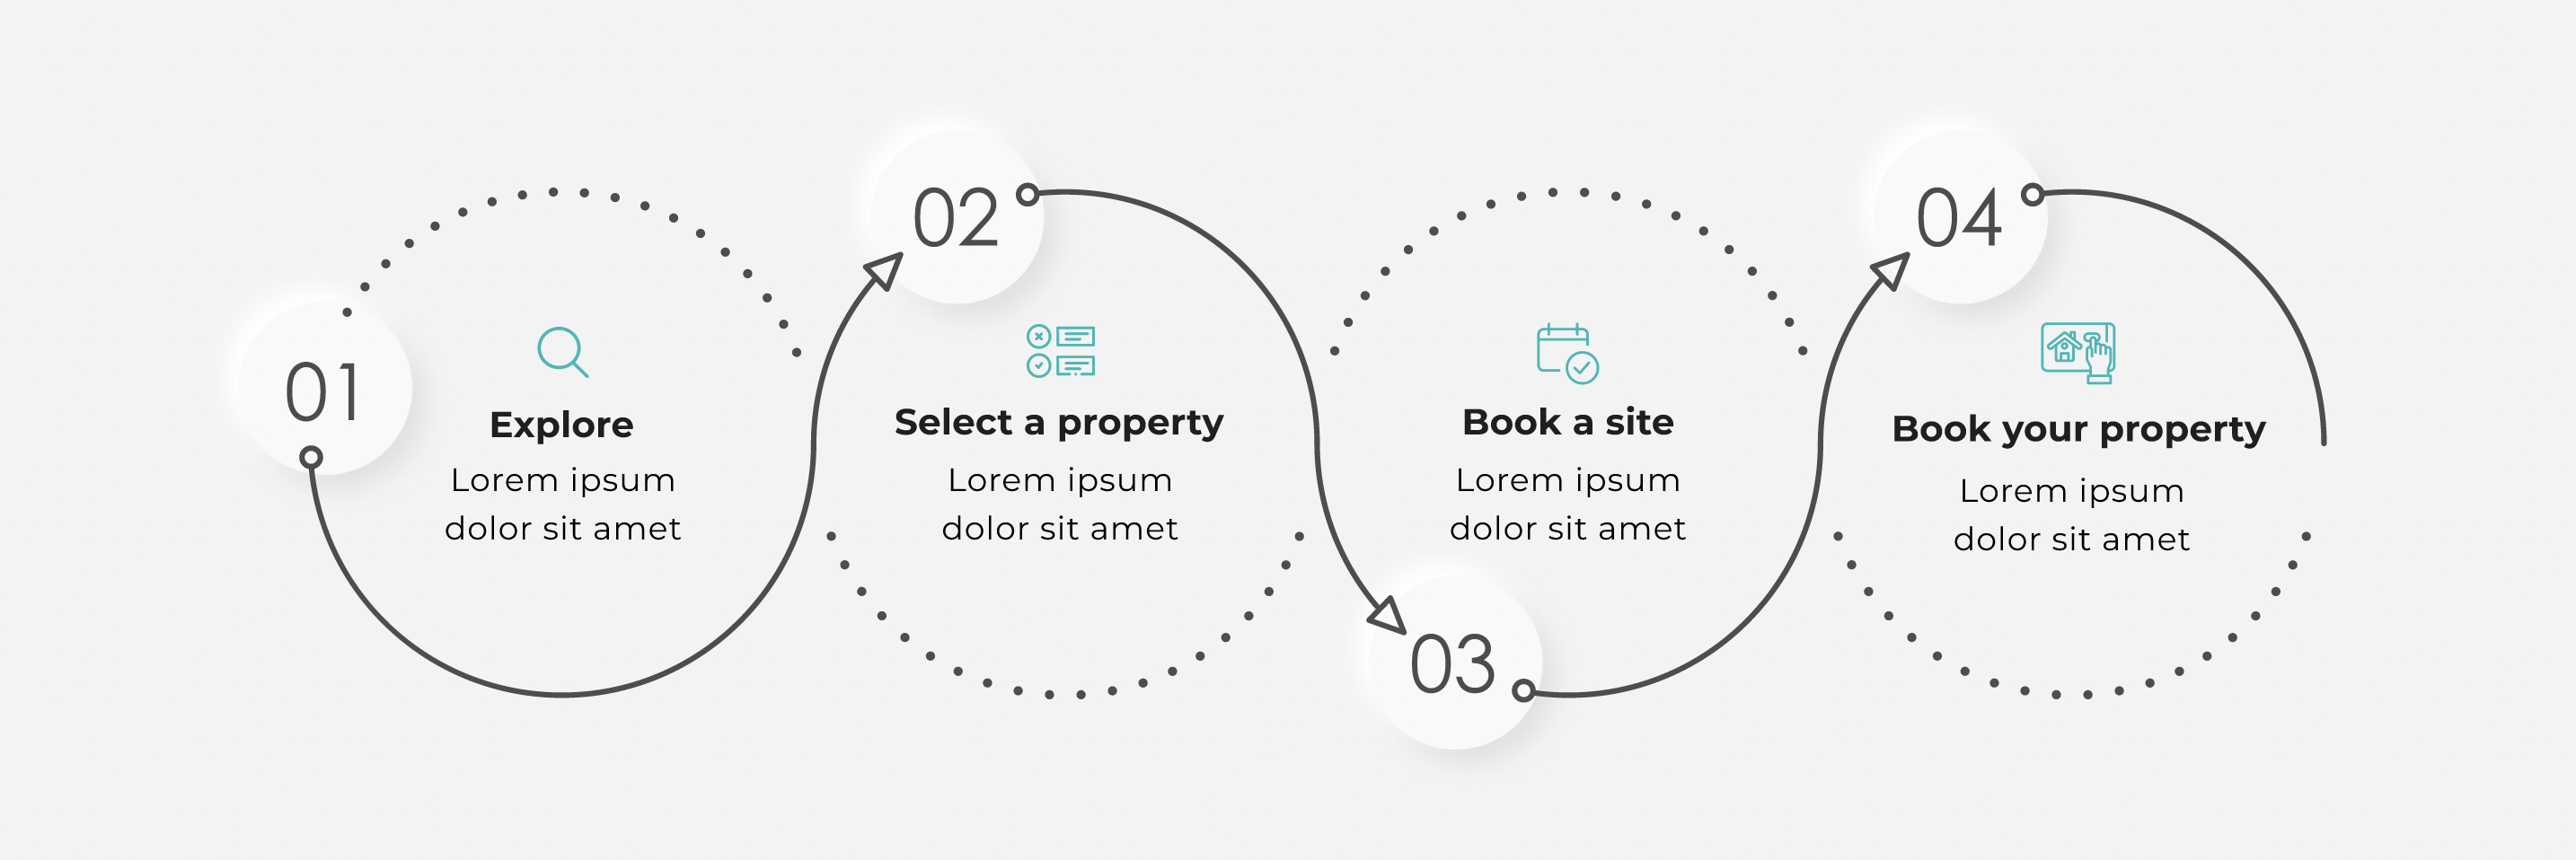 01
Explore
Lorem ipsum
dolor sit amet
02
Select a property
Lorem ipsum
dolor sit amet
03
Book a site
Lorem ipsum
dolor sit amet
04
Book your property
Lorem ipsum
dolor sit amet